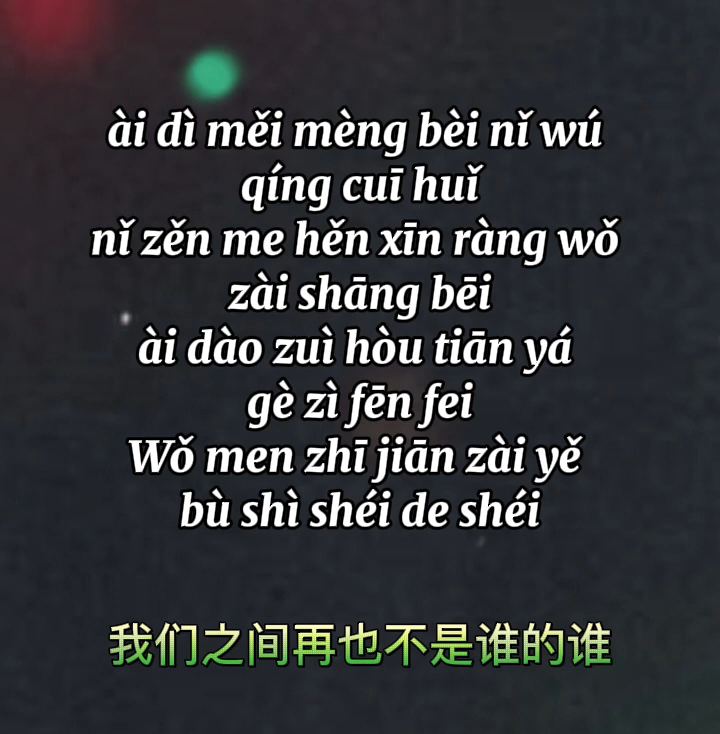 ài dì měi mèng bèi nǐ wú
qíng cuī huǐ
nǐ zěn me hěn xīn ràng wǒ
zài shāng bēi
ài dào zuì hòu tiān yá
gè zì fēn fei
Wǒ men zhī jiān zài yě
bù shì shéi de shéi
我们之间再也不是谁的谁